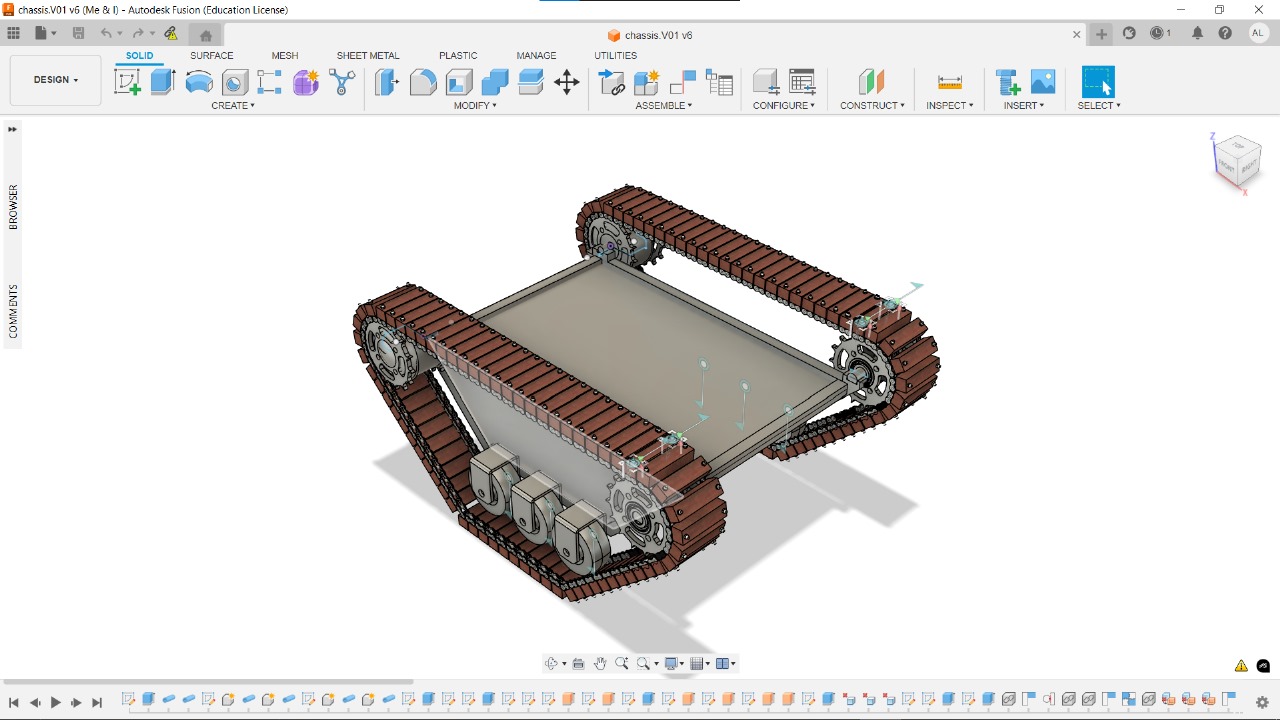 chassis.V01 v6 (Me & I) - Autodesk Fusion (Education License)
chassis.V01 v6
1
AL
SOLID SURFACE MESH SHEET METAL PLASTIC MANAGE UTILITIES
DESIGN
CREATE MODIFY ASSEMBLE CONFIGURE CONSTRUCT INSPECT INSERT SELECT
BROWSER
COMMENTS
Z
TOP
FRONT
RIGHT
X